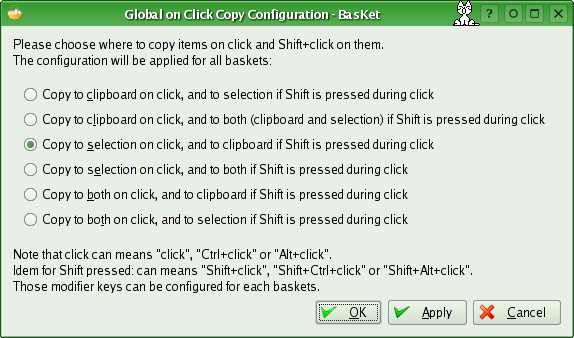 Global on Click Copy Configuration - BasKet
?
Please choose where to copy items on click and Shift+click on them.
The configuration will be applied for all baskets:
Copy to clipboard on click, and to selection if Shift is pressed during click
Copy to clipboard on click, and to both (clipboard and selection) if Shift is pressed during click
Copy to selection on click, and to clipboard if Shift is pressed during click
Copy to selection on click, and to both if Shift is pressed during click
Copy to both on click, and to clipboard if Shift is pressed during click
Copy to both on click, and to selection if Shift is pressed during click
Note that click can means "click", "Ctrl+click" or "Alt+click".
Idem for Shift pressed: can means "Shift+click", "Shift+Ctrl+click" or "Shift+Alt+click".
Those modifier keys can be configured for each baskets.
OK Apply Cancel